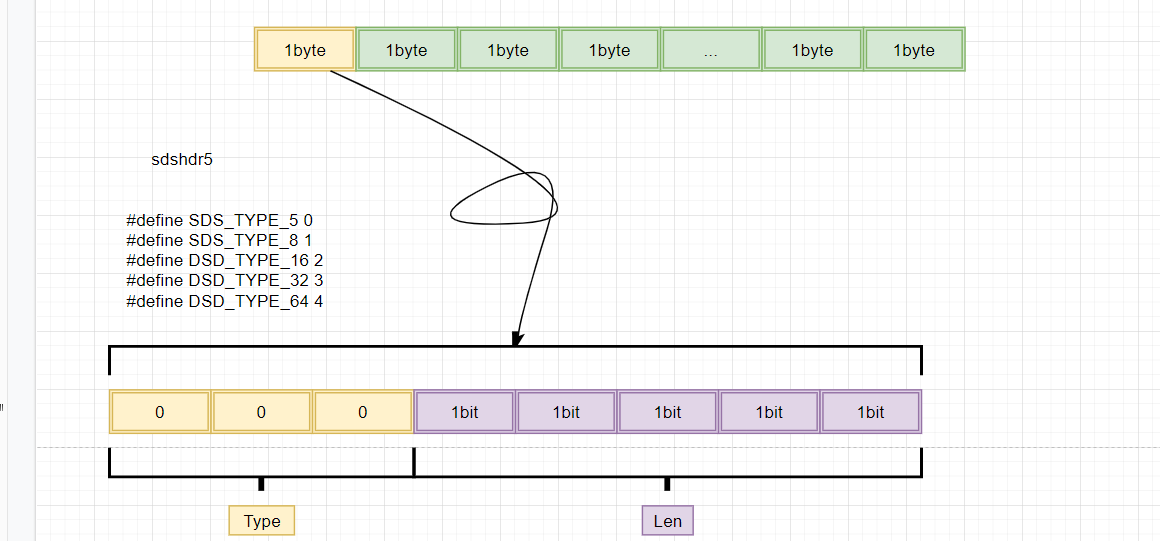 1byte 1byte 1byte 1byte ... 1byte 1byte
sdshdr5
#define SDS_TYPE_5 0
#define SDS_TYPE_8 1
#define DSD_TYPE_16 2
#define DSD_TYPE_32 3
#define DSD_TYPE_64 4
"
0 0 0 1bit 1bit 1bit 1bit 1bit
Type Len